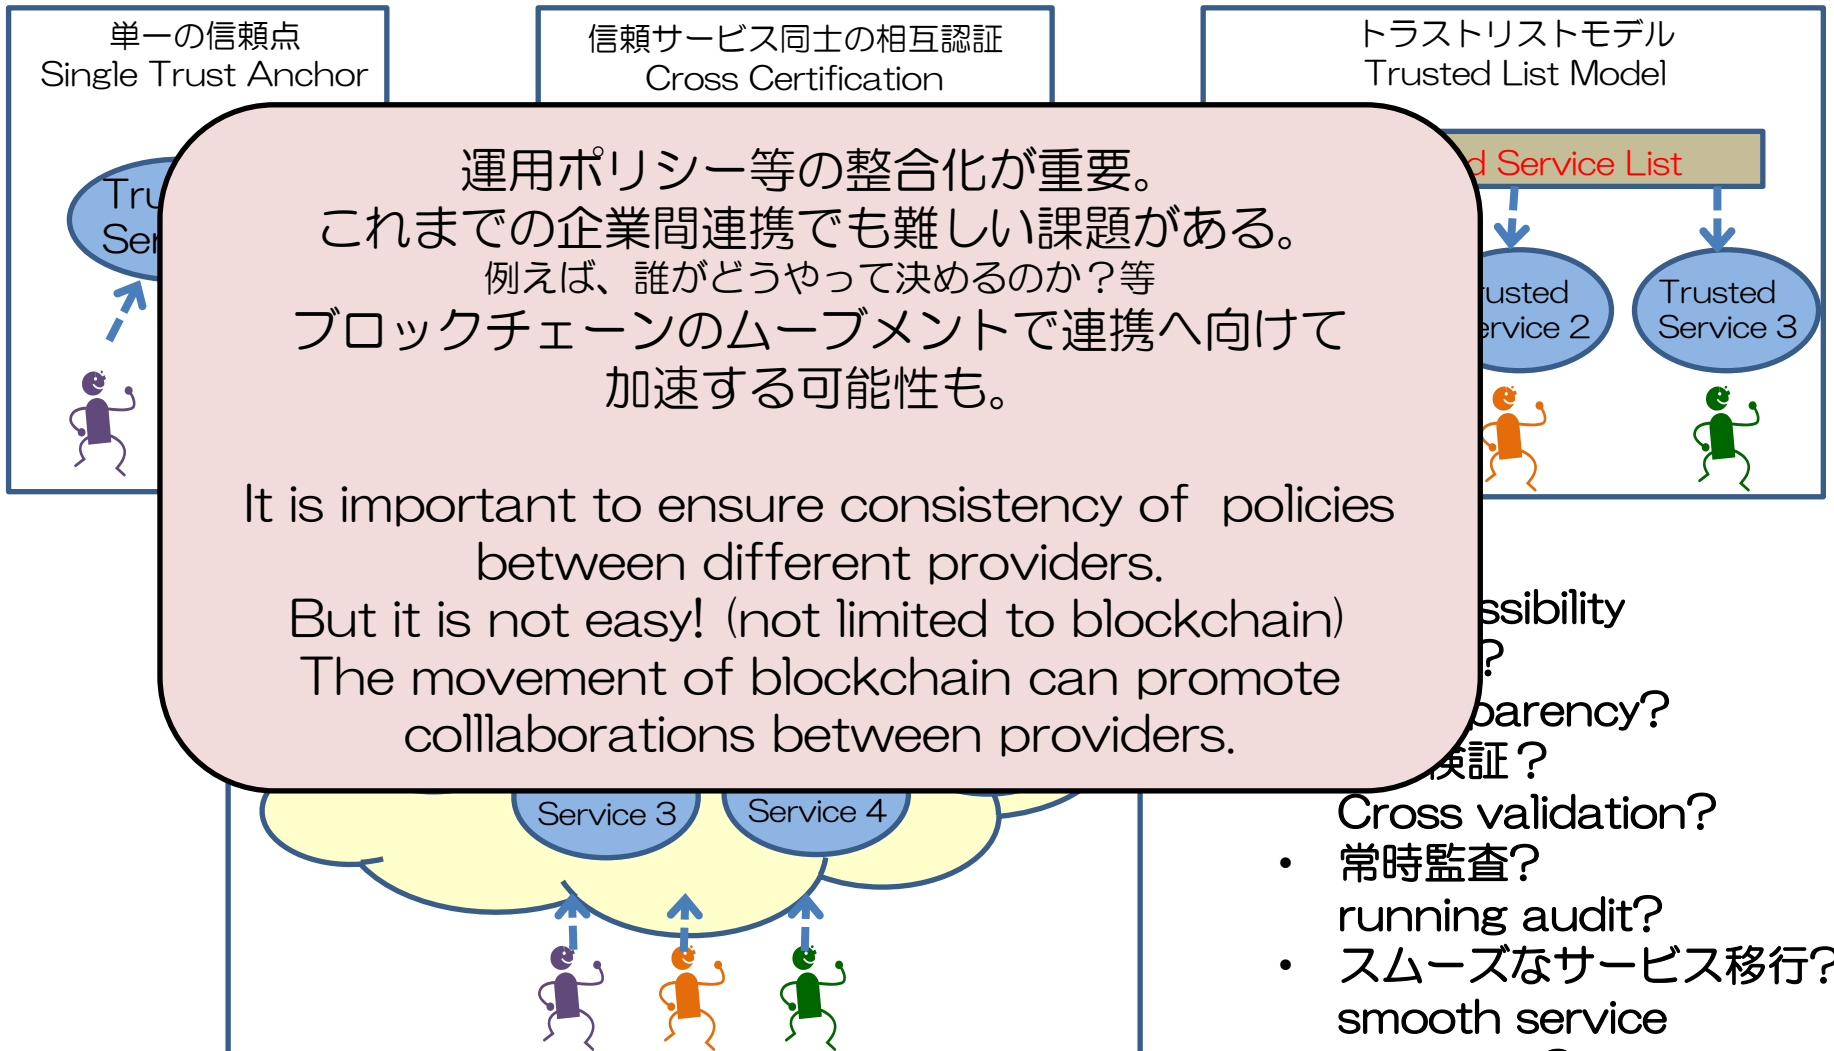 単一の信頼点
Single Trust Anchor
信頼サービス同士の相互認証
Cross Certification
トラストリストモデル
Trusted List Model
Service List
運用ポリシー等の整合化が重要。
これまでの企業間連携でも難しい課題がある。
例えば、誰がどうやって決めるのか？等
ブロックチェーンのムーブメントで連携へ向けて
加速する可能性も。
It is important to ensure consistency of policies
between different providers.
But it is not easy! (not limited to blockchain)
The movement of blockchain can promote
colllaborations between providers.
Trusted
Service 3
Service 3
Service 4
Cross validation?
• 常時監査?
running audit?
• スムーズなサービス移行?
smooth service